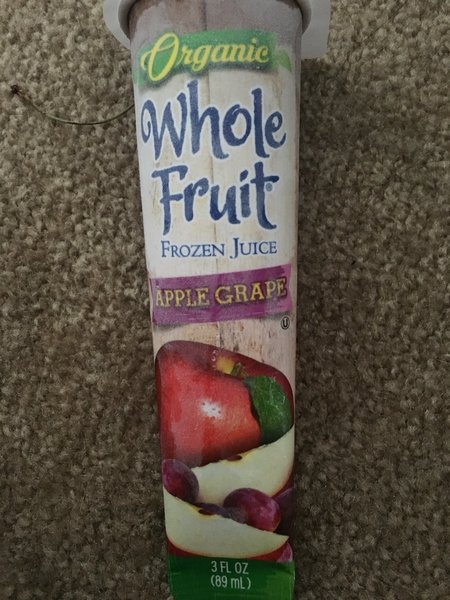 Organic
Whole
Fruit
FROZEN JUICE
APPLE GRAPE
U
3 FL OZ
(89 mL)